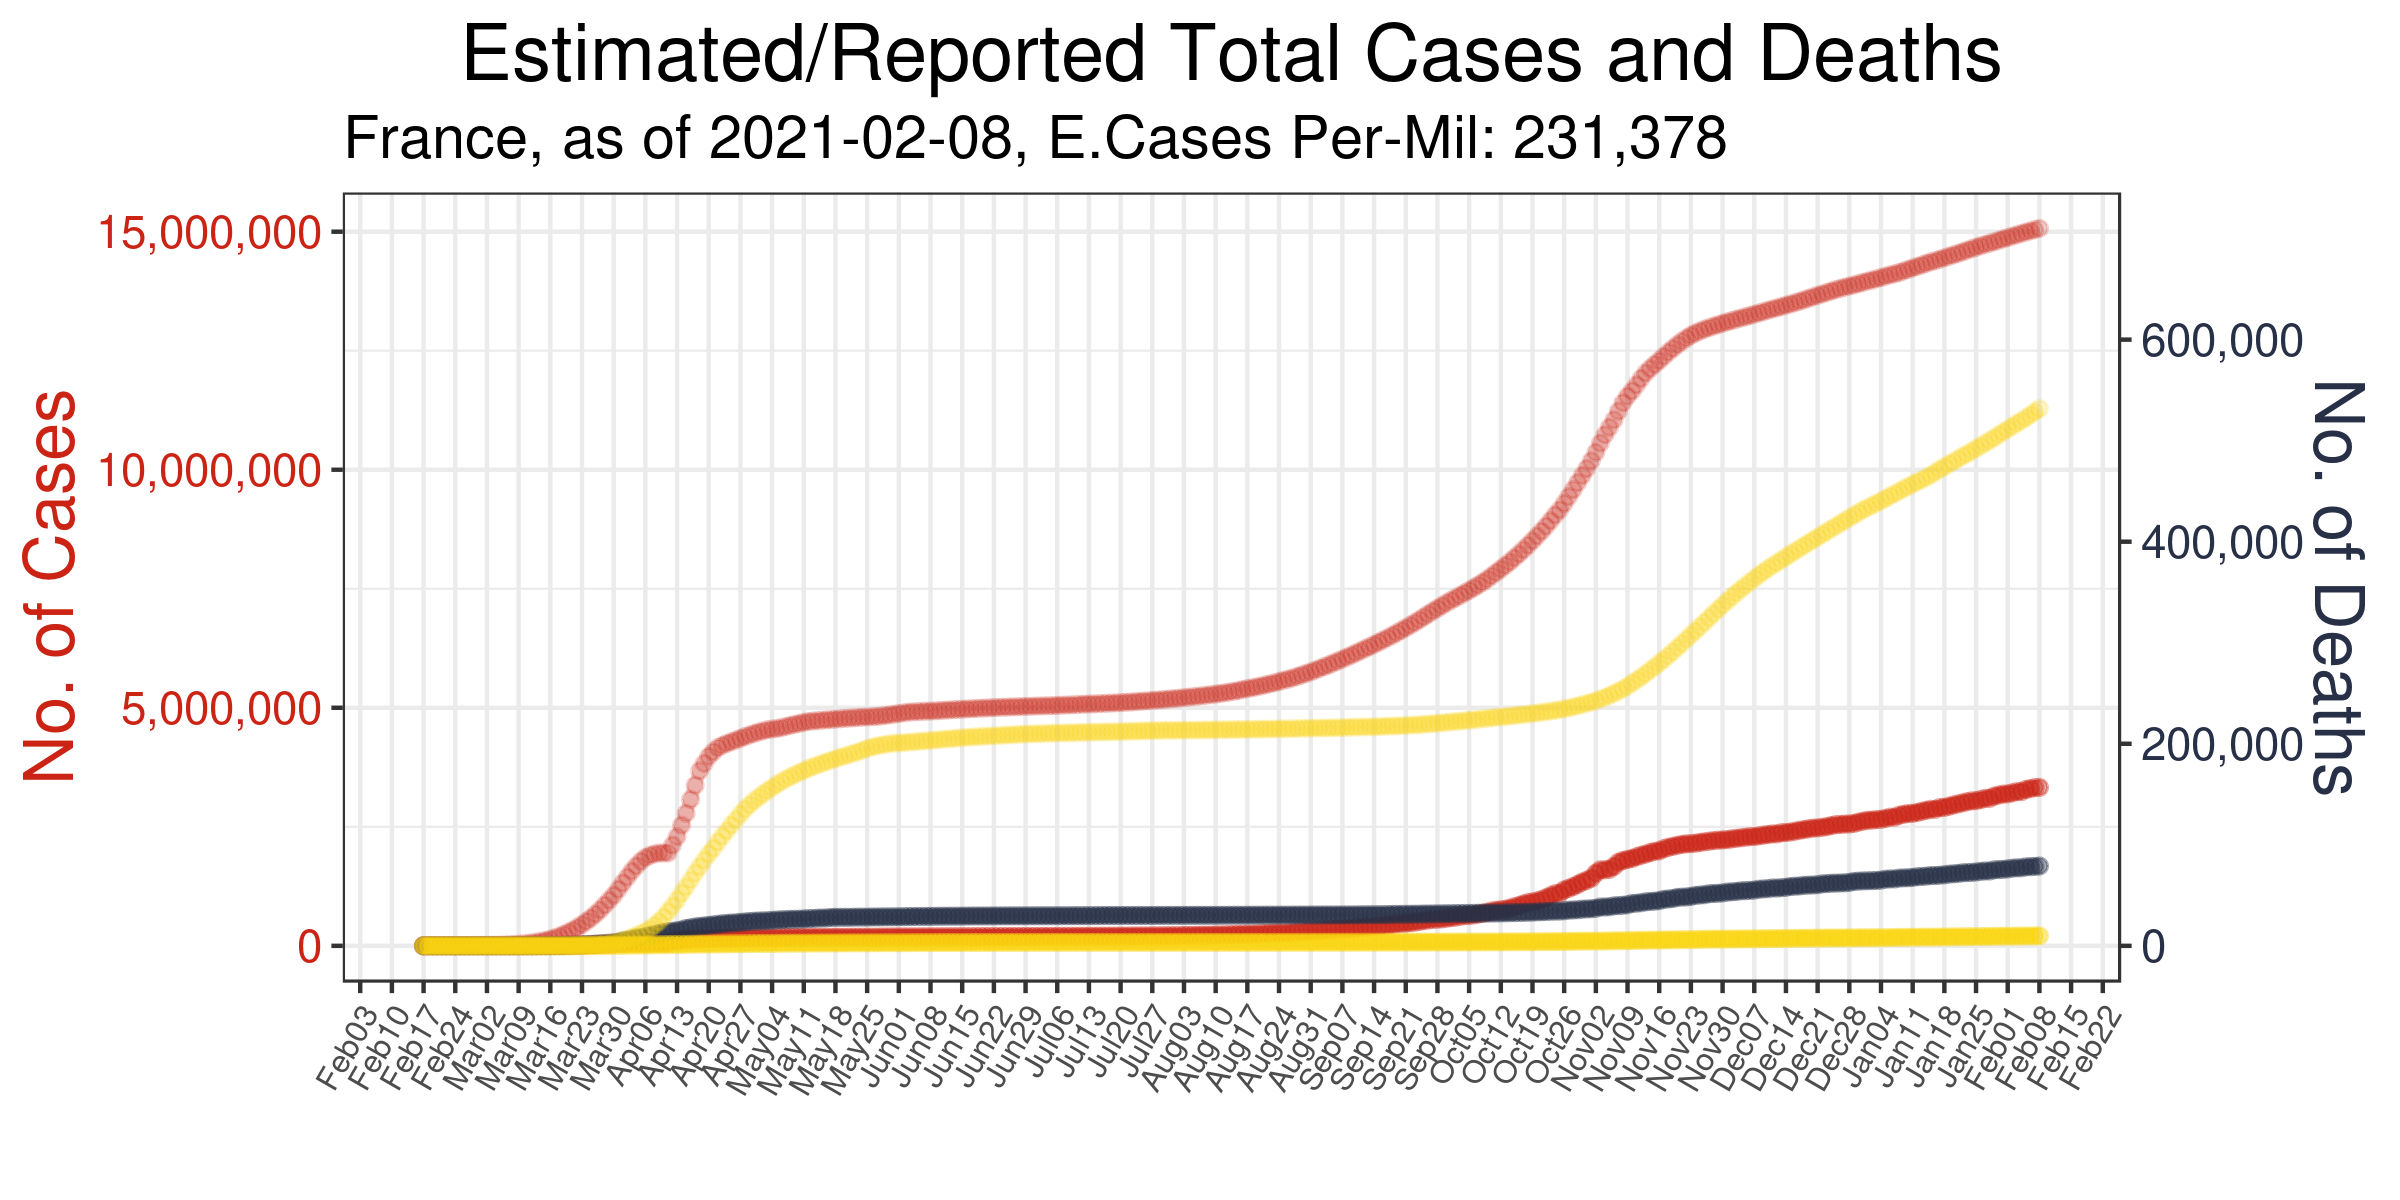 Estimated/Reported Total Cases and Deaths
France, as of 2021-02-08, E.Cases Per-Mil: 231,378
No. of Cases
15,000,000
10,000,000
5,000,000
0
600,000
400,000
200,000
0
No. of Deaths
Feb03
Feb10
Feb17
Feb24
Mar02
Mar09
Mar16
Mar23
Mar30
Apr06
Apr13
Apr20
Apr27
May04
May11
May18
May25
Jun01
Jun08
Jun15
Jun22
Jun29
Jul06
Jul13
Jul20
Jul27
Aug03
Aug10
Aug17
Aug24
Aug31
Sep07
Sep14
Sep21
Sep28
Oct05
Oct12
Oct19
Oct26
Nov02
Nov09
Nov16
Nov23
Nov30
Dec07
Dec14
Dec21
Dec28
Jan04
Jan11
Jan18
Jan25
Feb01
Feb08
Feb15
Feb22